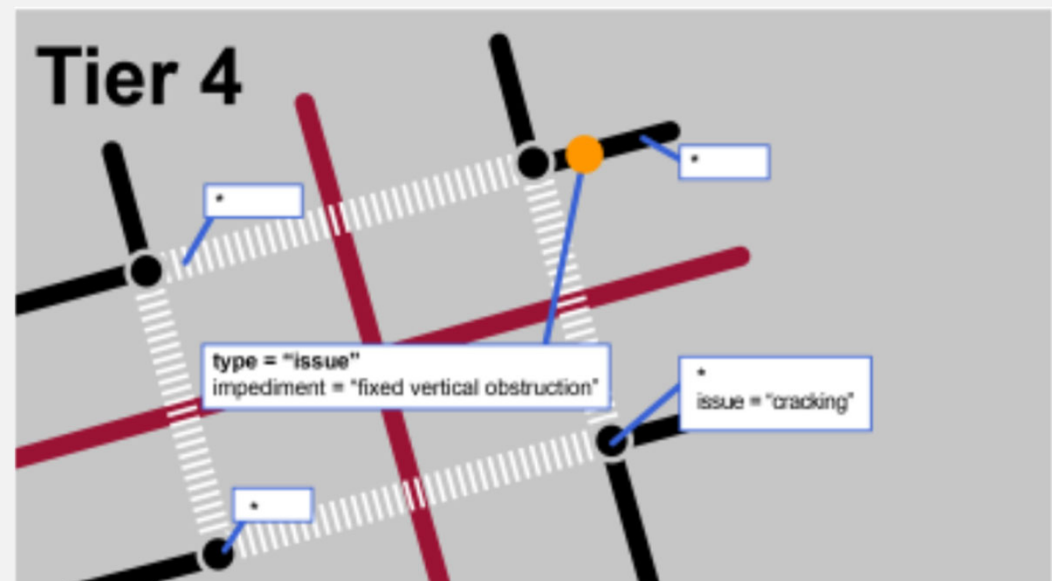 Tier 4
*
*
type = “issue”
impediment = “fixed vertical obstruction”
*
issue = “cracking”
*